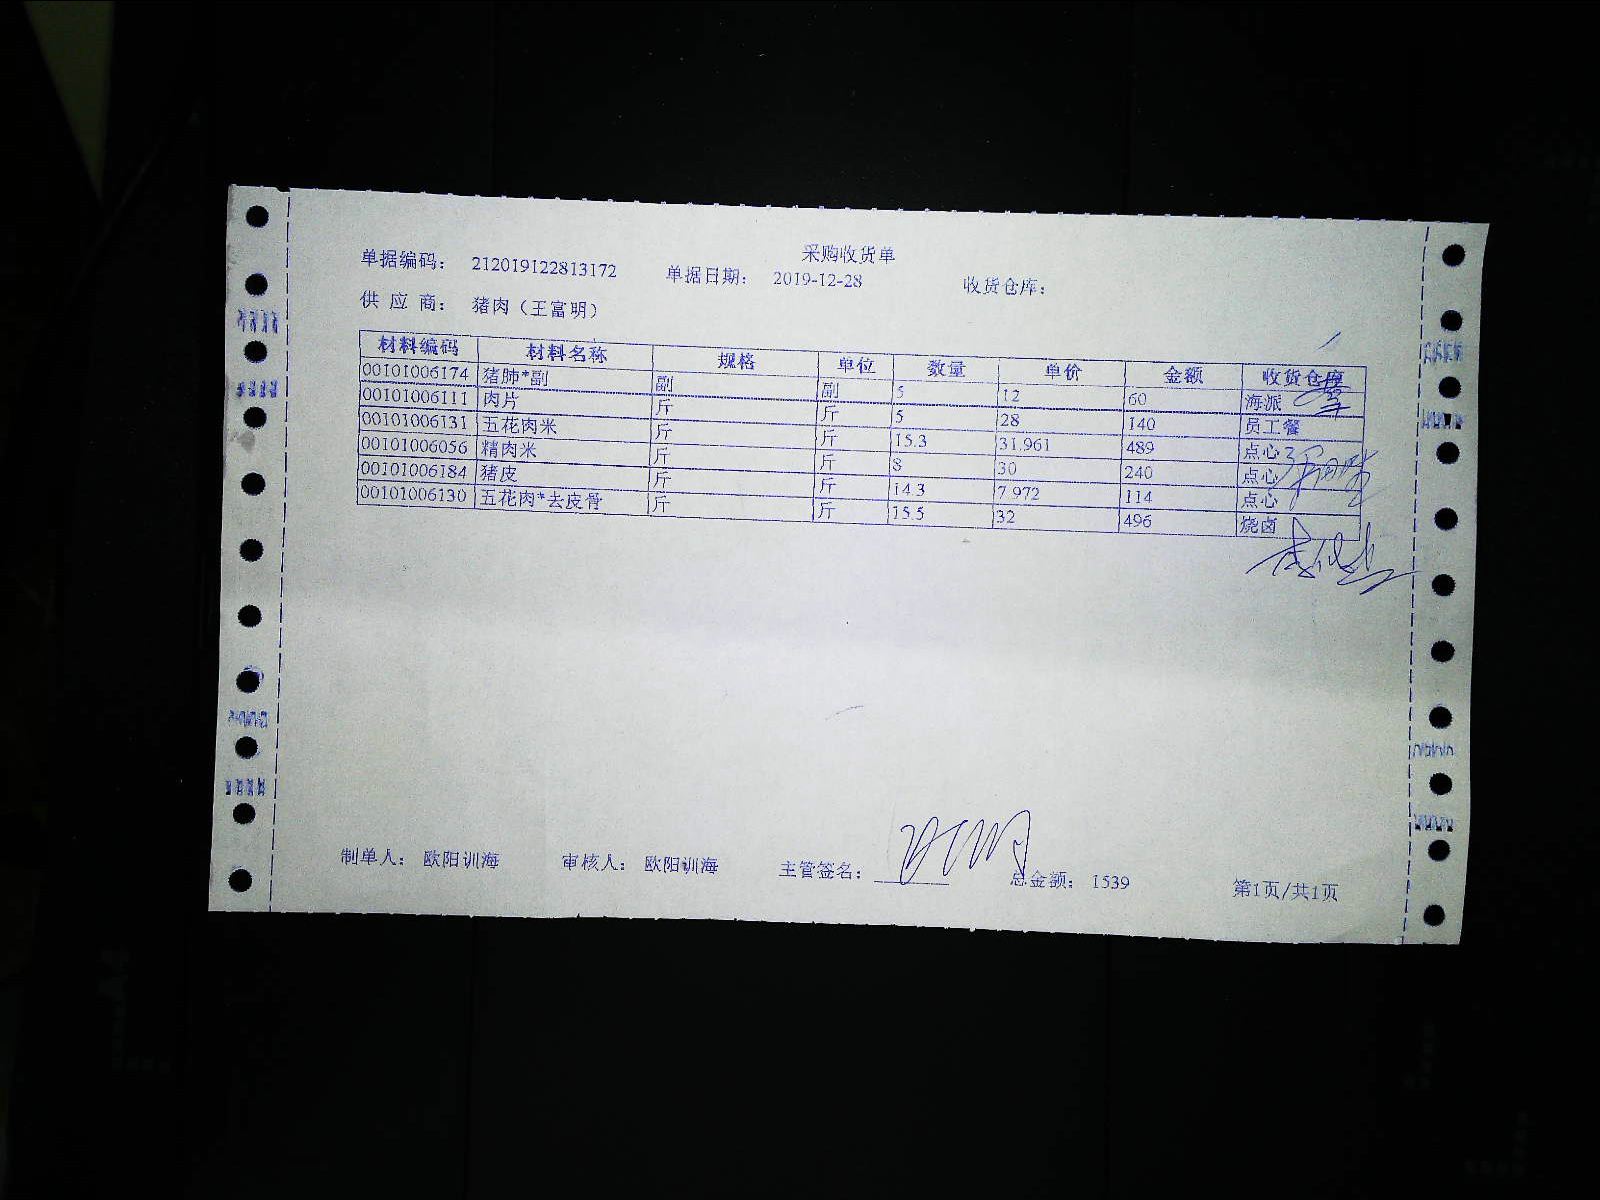 采购收货单
单据编码： 212019122813172 单据日期： 2019-12-28 收货仓库：
供 应 商： 猪肉（王富明）
材料编码 材料名称 规格 单位 数量 单价 金额 收货仓库
00101006174 猪肺*副 副 副 5 12 60 海派
00101006111 肉片 斤 斤 5 28 140 员工餐
00101006131 五花肉米 斤 斤 15.3 31.961 489 点心
00101006056 精肉米 斤 斤 8 30 240 点心
00101006184 猪皮 斤 斤 14.3 7.972 114 点心
00101006130 五花肉*去皮骨 斤 斤 15.5 32 496 烧卤
制单人： 欧阳训海 审核人： 欧阳训海 主管签名： 总金额： 1539 第1页/共1页